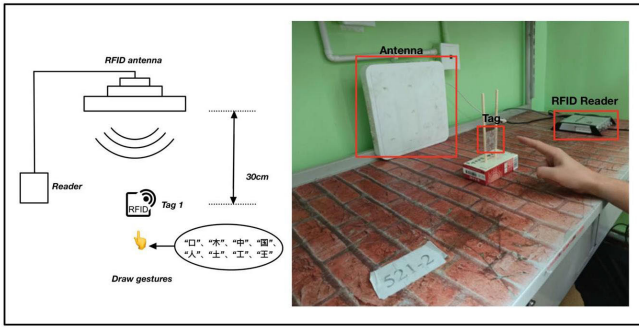 RFID antenna
Reader
RFID
Tag 1
30cm
“口”、“木”、“中”、“国”、
“人”、“士”、“工”、“王”
Draw gestures
Antenna
Tag
RFID Reader
521-2